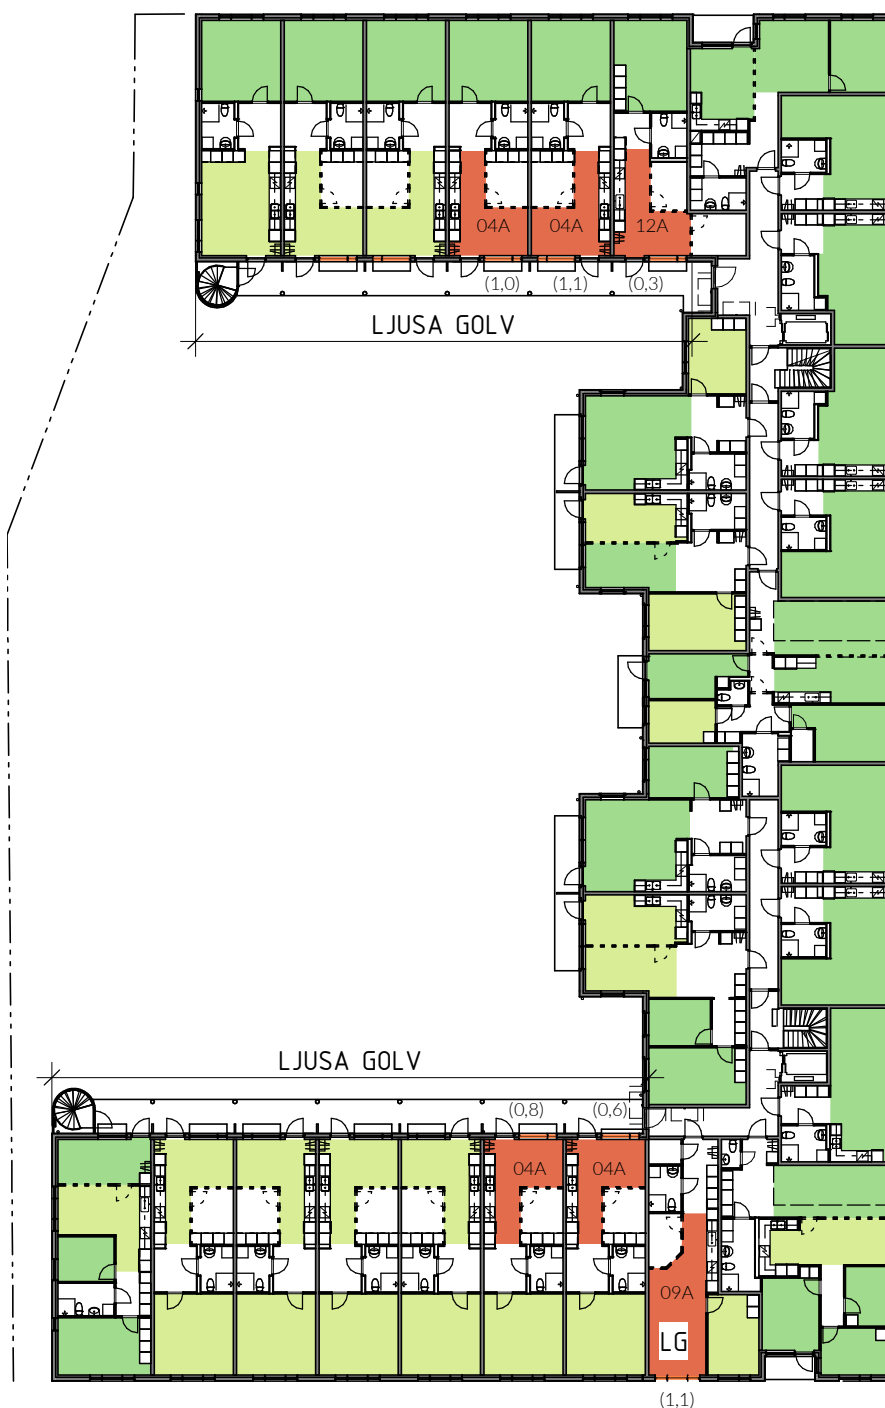 04A 04A 12A
(1,0) (1,1) (0,3)
LJUSA GOLV
LJUSA GOLV
(0,8) (0,6)
04A 04A
09A
LG
(1,1)